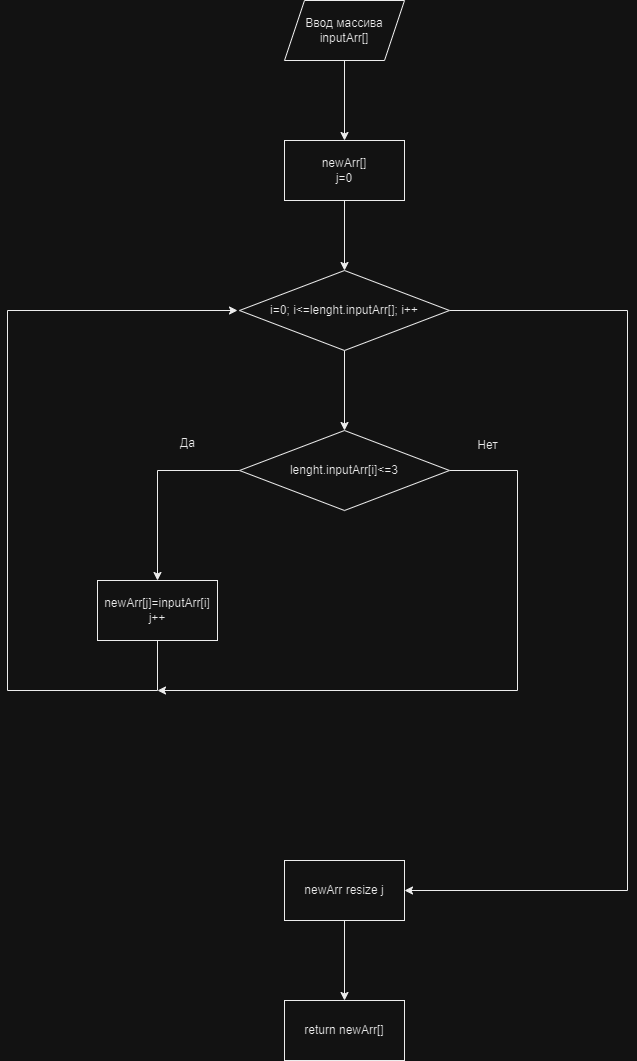 Ввод массива
inputArr[]
newArr[]
j=0
i=0; i<=lenght.inputArr[]; i++
Да
Нет
lenght.inputArr[i]<=3
newArr[j]=inputArr[i]
j++
newArr resize j
return newArr[]